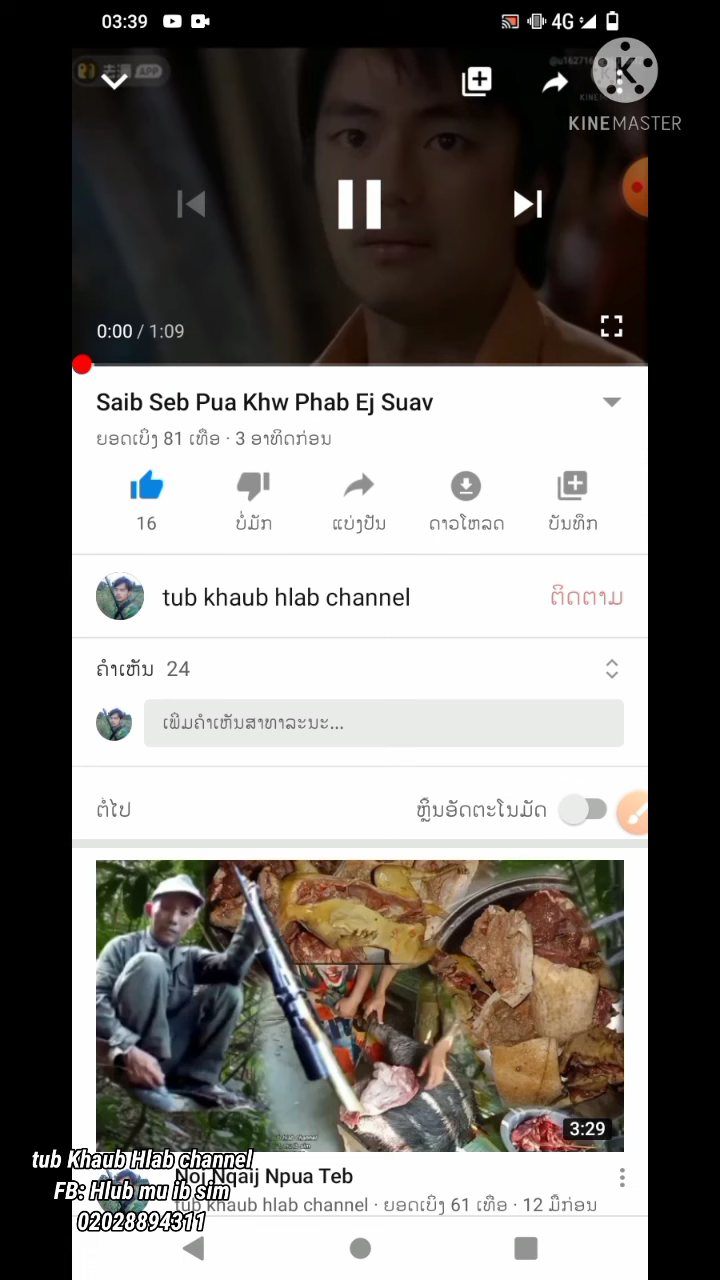 03:39
4G
APP
KINEMASTER
0:00 / 1:09
Saib Seb Pua Khw Phab Ej Suav
ຍອດເບິ່ງ 81 ເທື່ອ · 3 ອາທິດກ່ອນ
16 ບໍ່ມັກ ແບ່ງປັນ ດາວໂຫລດ ບັນທຶກ
tub khaub hlab channel ຕິດຕາມ
ຄຳເຫັນ 24
ເພີ່ມຄຳເຫັນສາທາລະນະ...
ຕໍ່ໄປ ຫຼິ້ນອັດຕະໂນມັດ
3:29
Noj Nqaij Npua Teb
tub khaub hlab channel · ຍອດເບິ່ງ 61 ເທື່ອ · 12 ມື້ກ່ອນ
tub Khaub Hlab channel
FB: Hlub mu ib sim
02028894311